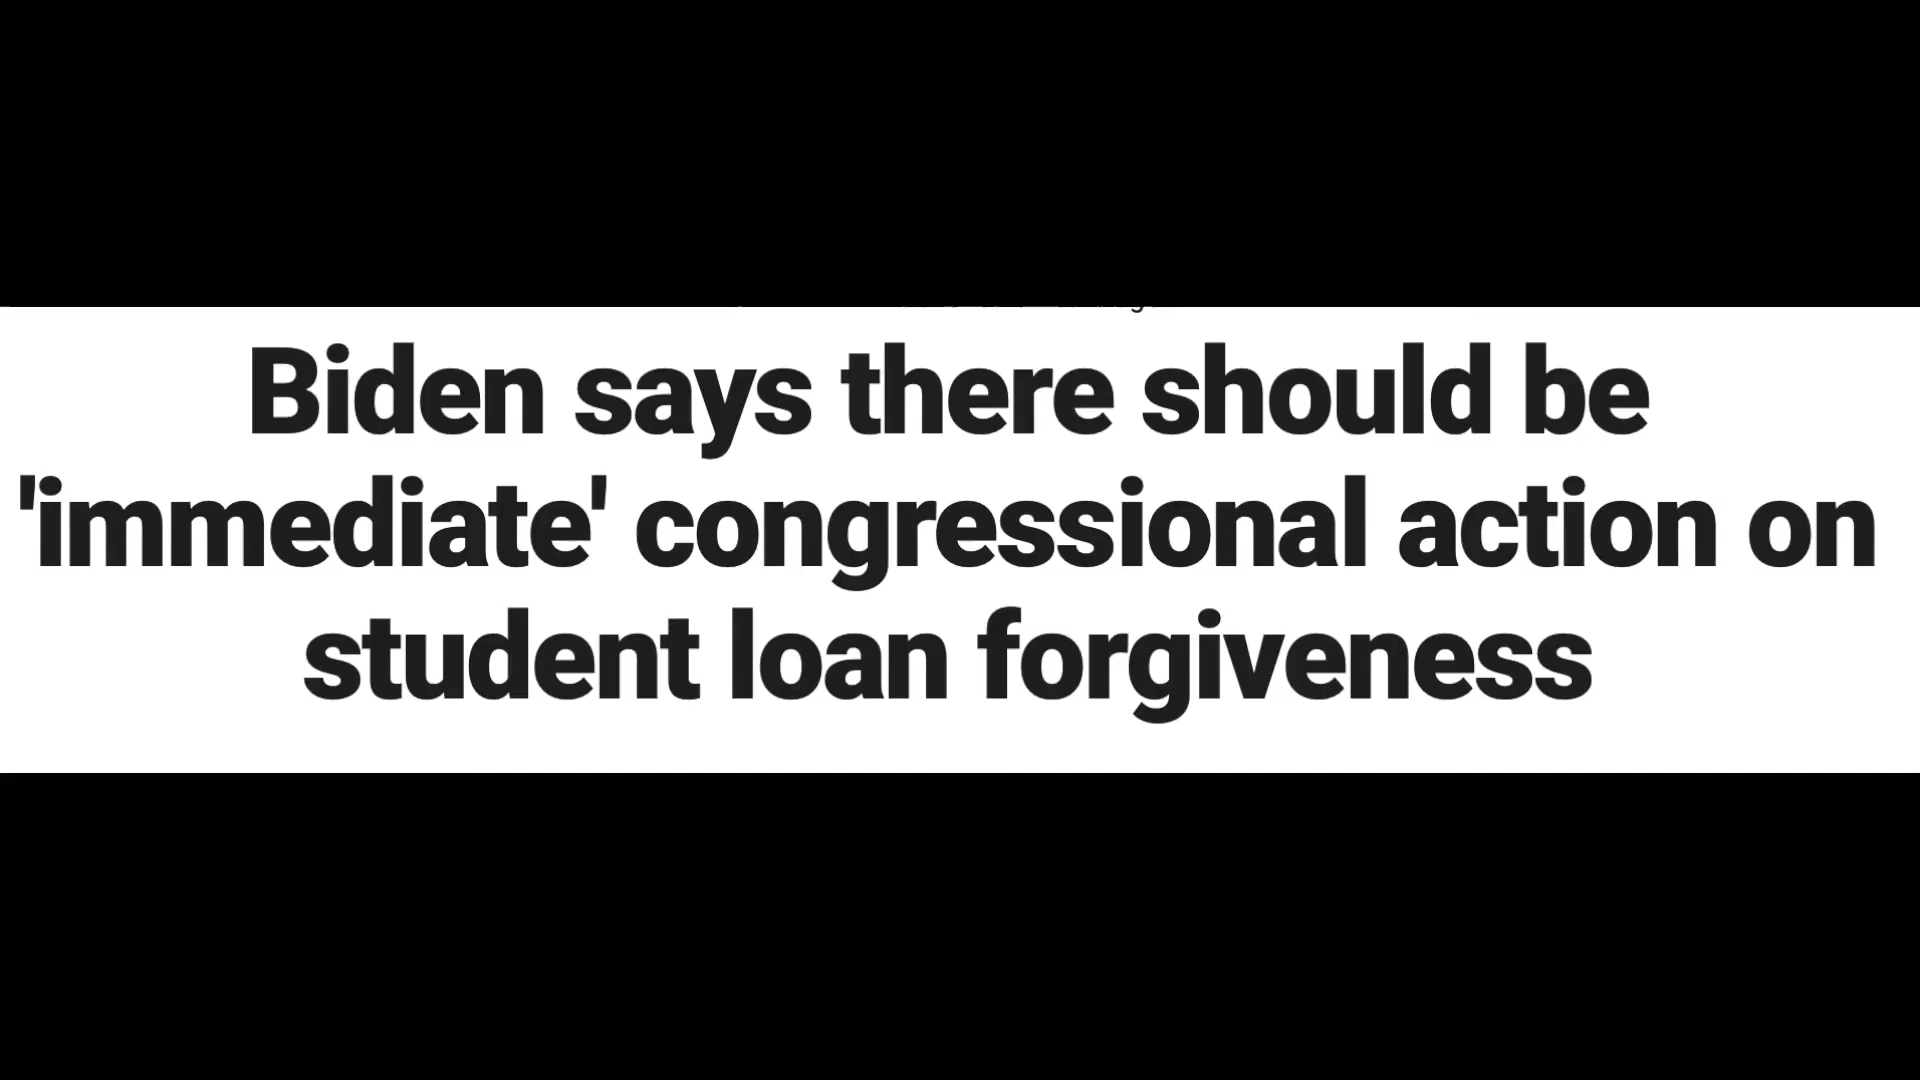 Biden says there should be
'immediate' congressional action on
student loan forgiveness